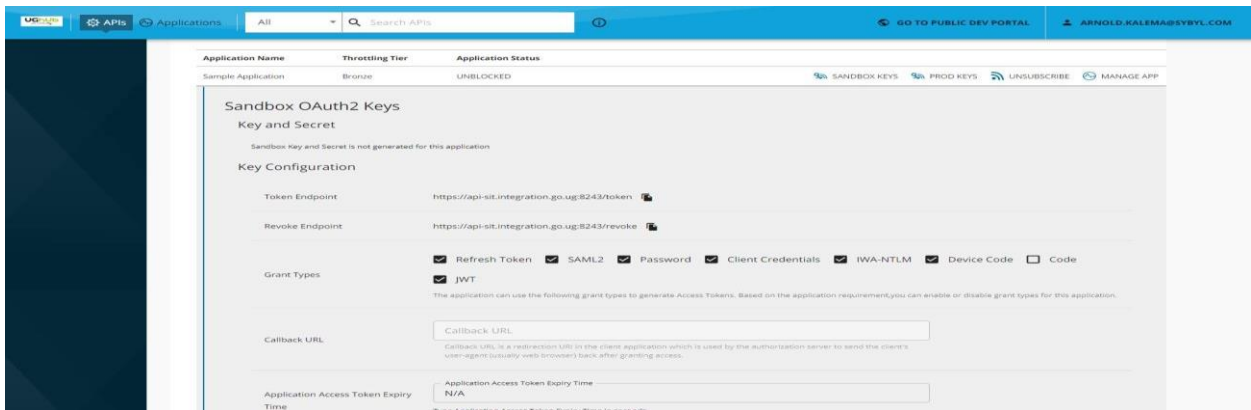 UGHUB APIs Applications All Search APIs GO TO PUBLIC DEV PORTAL ARNOLD.KALEMA@SYBYL.COM
Application Name Throttling Tier Application Status
Sample Application Bronze UNBLOCKED SANDBOX KEYS PROD KEYS UNSUBSCRIBE MANAGE APP
Sandbox OAuth2 Keys
Key and Secret
Sandbox Key and Secret is not generated for this application
Key Configuration
Token Endpoint https://api-sit.integration.go.ug:8243/token
Revoke Endpoint https://api-sit.integration.go.ug:8243/revoke
Refresh Token SAML2 Password Client Credentials IWA-NTLM Device Code Code
Grant Types
JWT
The application can use the following grant types to generate Access Tokens. Based on the application requirement,you can enable or disable grant types for this application.
Callback URL
Callback URL
Callback URL is a redirection URI in the client application which is used by the authorization server to send the client's
user-agent (usually web browser) back after granting access.
Application Access Token Expiry Time
Application Access Token Expiry N/A
Time